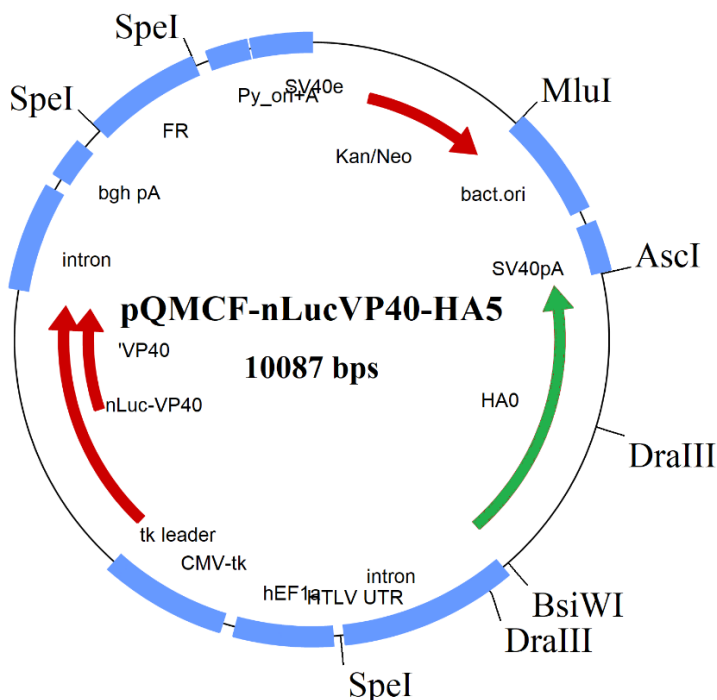 SpeI
SpeI
SV40e
Py_ori+A
MluI
FR
Kan/Neo
bgh pA
bact.ori
intron
SV40pA
AscI
pQMCF-nLucVP40-HA5
'VP40
10087 bps
nLuc-VP40
HA0
DraIII
tk leader
CMV-tk
intron
hEF1a
HTLV UTR
BsiWI
DraIII
SpeI